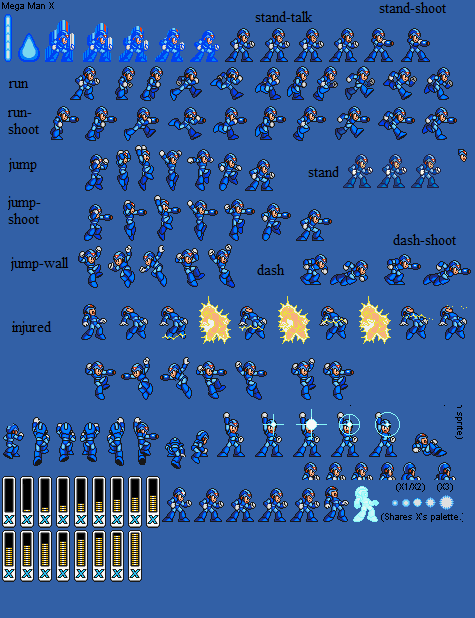 Mega Man X
stand-shoot
stand-talk
run
run-
shoot
jump
stand
jump-
shoot
dash-shoot
jump-wall
dash
injured
sprite)
(X1/X2) (X3)
(Shares X's palette.
X X X X X X X X X
X X X X X X X X